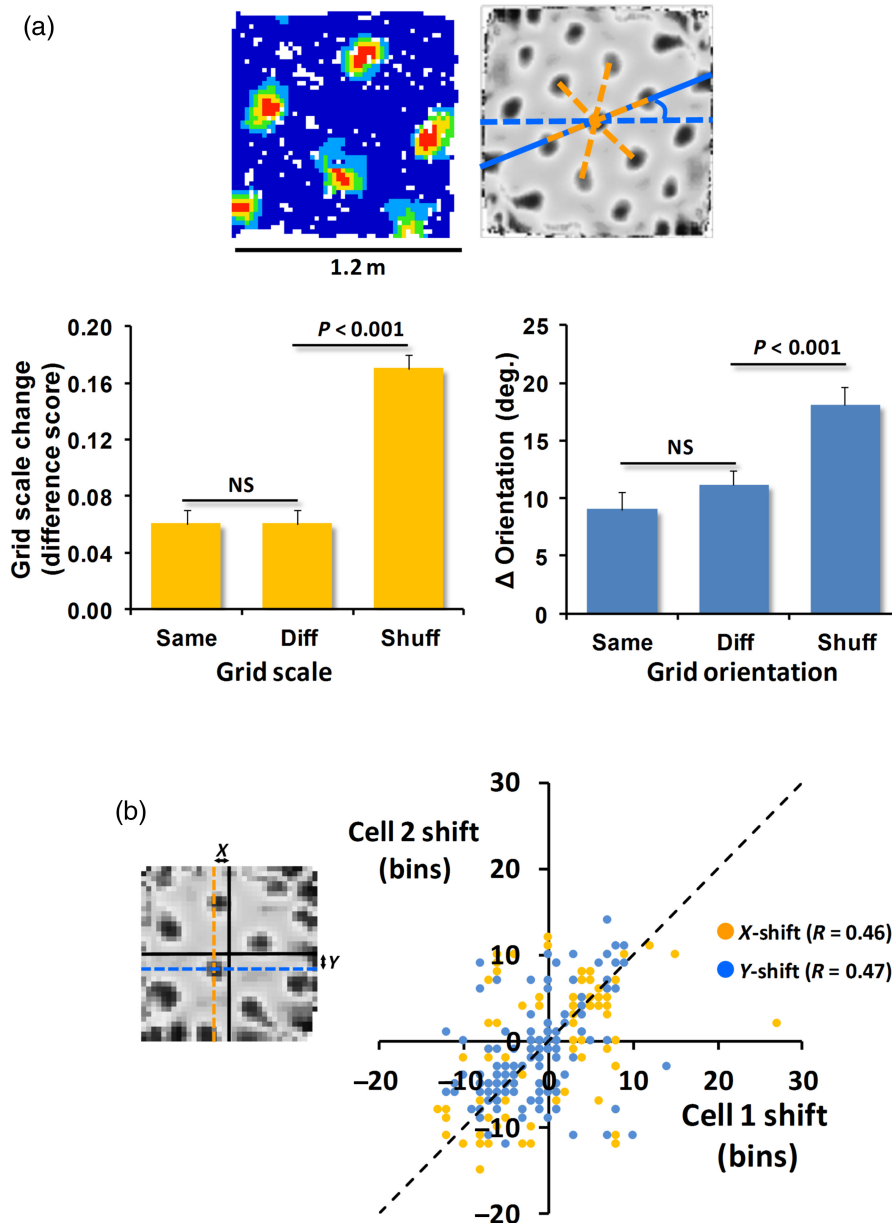 (a)
1.2 m
Grid scale change
(difference score)
0.20
0.16
0.12
0.08
0.04
0.00
P < 0.001
NS
Same Diff Shuff
Grid scale
Δ Orientation (deg.)
25
20
15
10
5
0
P < 0.001
NS
Same Diff Shuff
Grid orientation
(b)
X
Y
Cell 2 shift
(bins)
30
20
10
0
–10
–20
–20 –10 0 10 20 30
X-shift (R = 0.46)
Y-shift (R = 0.47)
Cell 1 shift
(bins)